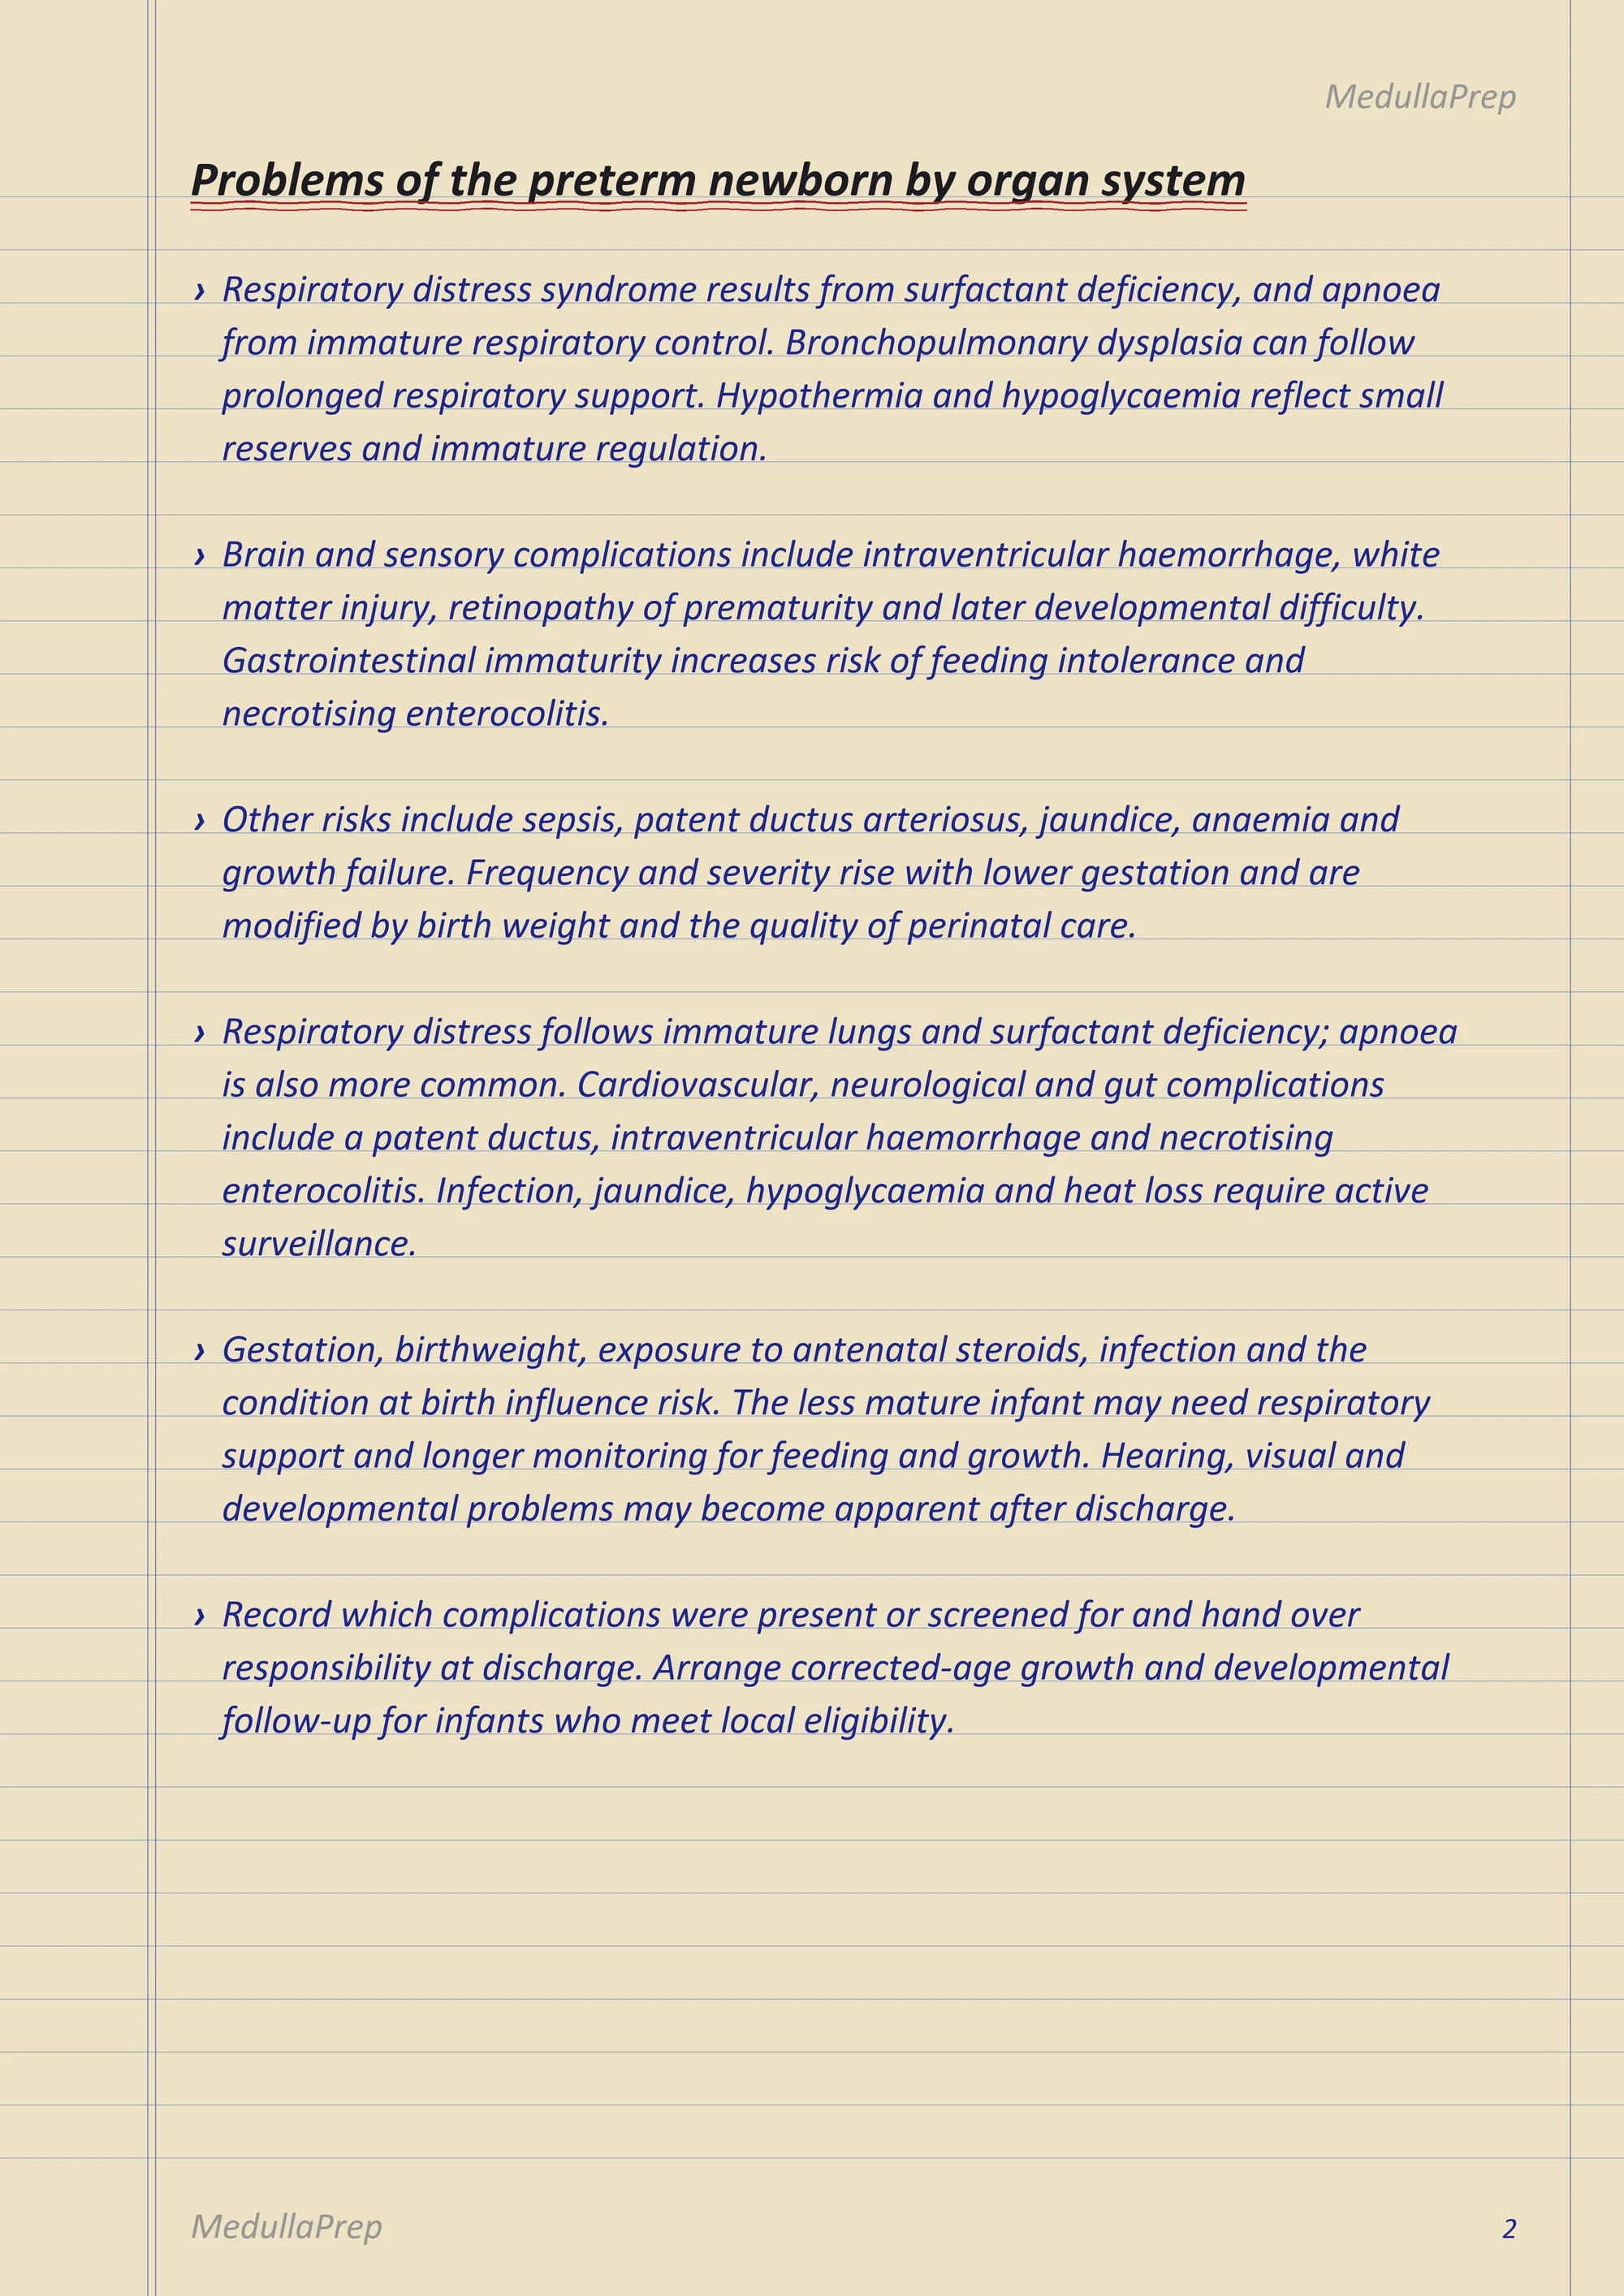 MedullaPrep
Problems of the preterm newborn by organ system
› Respiratory distress syndrome results from surfactant deficiency, and apnoea
from immature respiratory control. Bronchopulmonary dysplasia can follow
prolonged respiratory support. Hypothermia and hypoglycaemia reflect small
reserves and immature regulation.
› Brain and sensory complications include intraventricular haemorrhage, white
matter injury, retinopathy of prematurity and later developmental difficulty.
Gastrointestinal immaturity increases risk of feeding intolerance and
necrotising enterocolitis.
› Other risks include sepsis, patent ductus arteriosus, jaundice, anaemia and
growth failure. Frequency and severity rise with lower gestation and are
modified by birth weight and the quality of perinatal care.
› Respiratory distress follows immature lungs and surfactant deficiency; apnoea
is also more common. Cardiovascular, neurological and gut complications
include a patent ductus, intraventricular haemorrhage and necrotising
enterocolitis. Infection, jaundice, hypoglycaemia and heat loss require active
surveillance.
› Gestation, birthweight, exposure to antenatal steroids, infection and the
condition at birth influence risk. The less mature infant may need respiratory
support and longer monitoring for feeding and growth. Hearing, visual and
developmental problems may become apparent after discharge.
› Record which complications were present or screened for and hand over
responsibility at discharge. Arrange corrected-age growth and developmental
follow-up for infants who meet local eligibility.
MedullaPrep
2